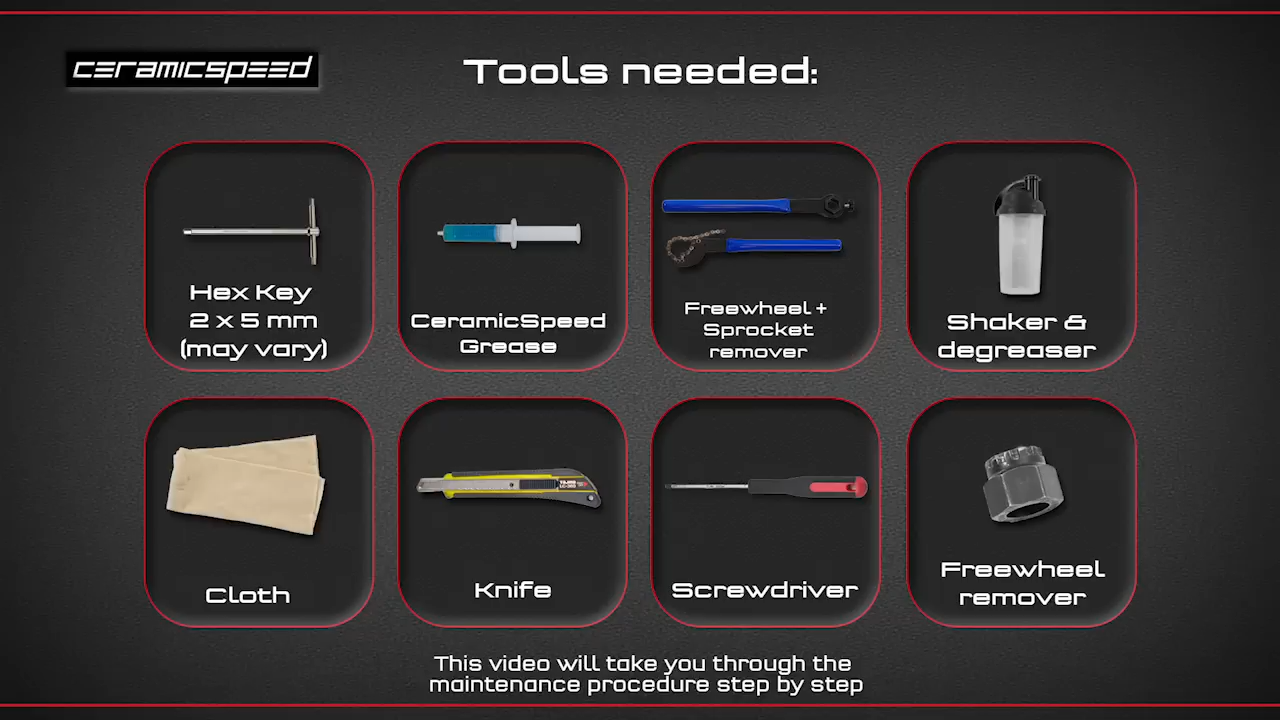 ceramicspeed
Tools needed:
Hex Key
2 x 5 mm
(may vary)
CeramicSpeed
Grease
Freewheel +
Sprocket
remover
Shaker &
degreaser
Cloth
Knife
Screwdriver
Freewheel
remover
This video will take you through the
maintenance procedure step by step